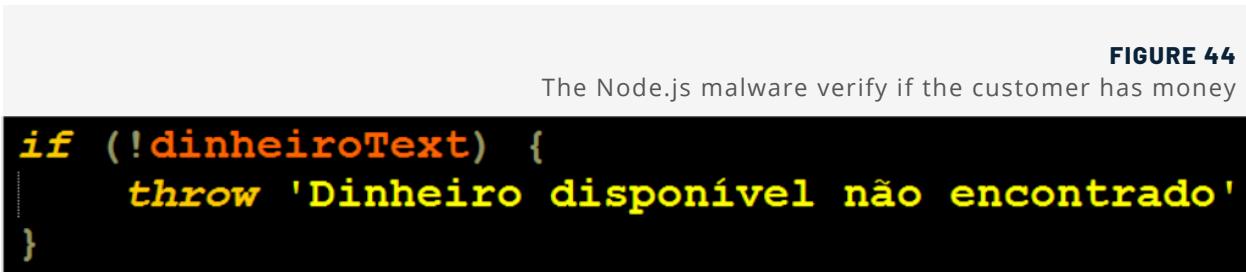 FIGURE 44
The Node.js malware verify if the customer has money
if (!dinheiroText) {
throw 'Dinheiro disponível não encontrado'
}